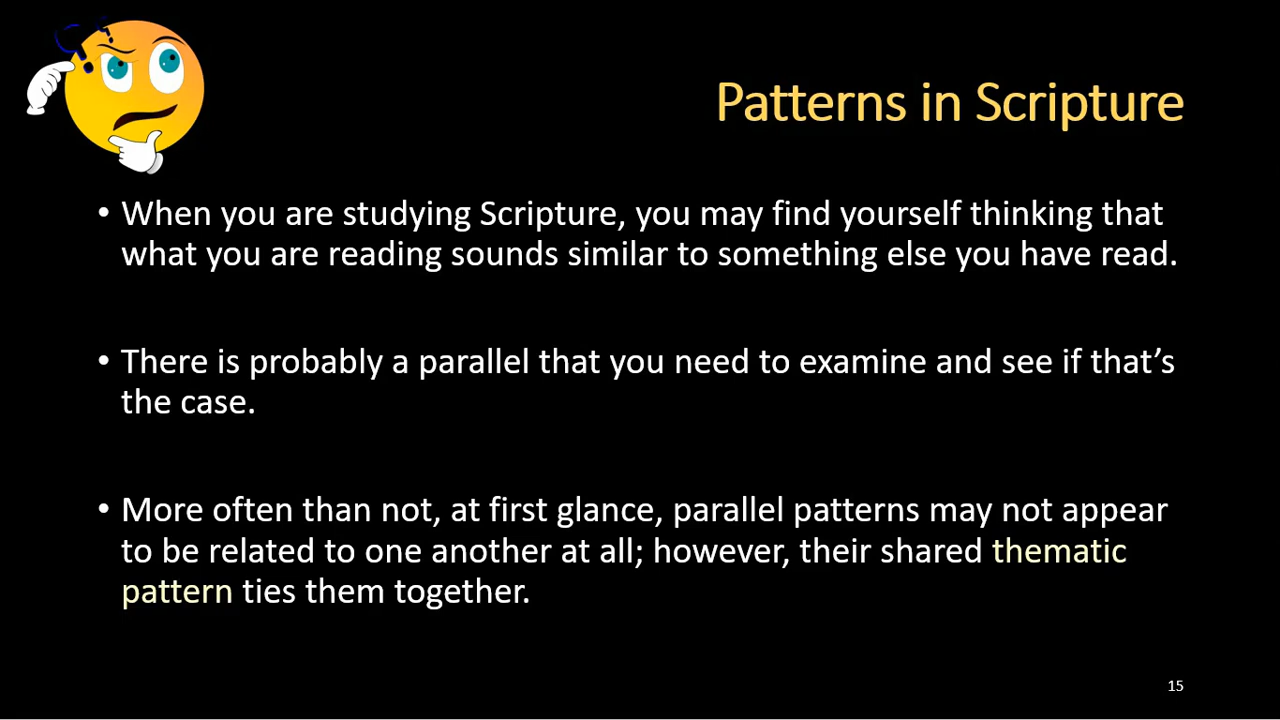 Patterns in Scripture
• When you are studying Scripture, you may find yourself thinking that
what you are reading sounds similar to something else you have read.
• There is probably a parallel that you need to examine and see if that’s
the case.
• More often than not, at first glance, parallel patterns may not appear
to be related to one another at all; however, their shared thematic
pattern ties them together.
15